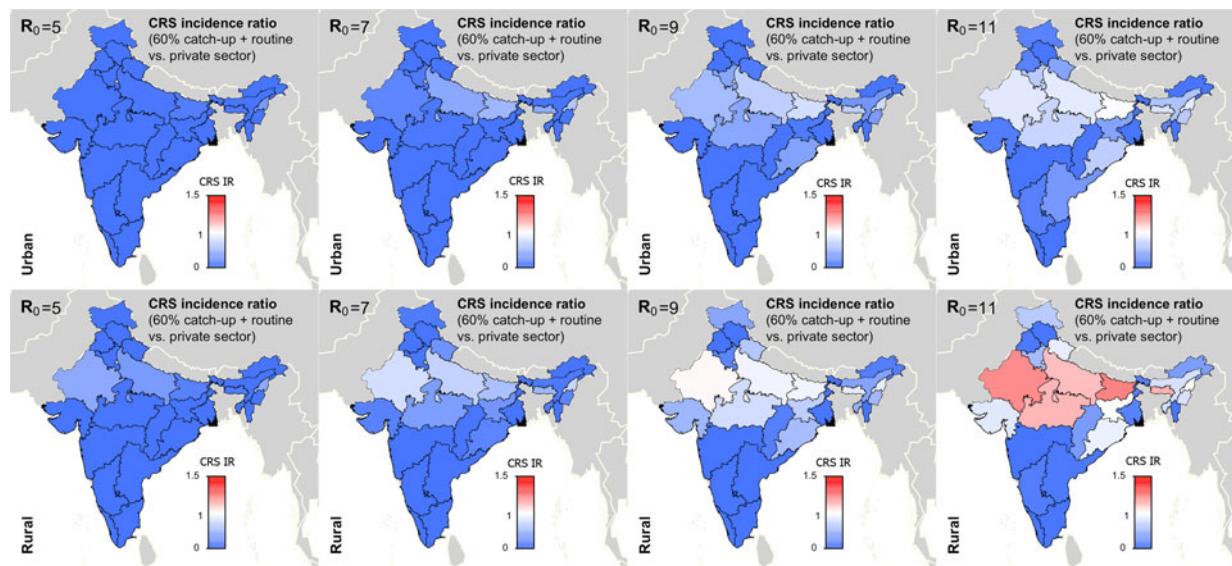 R0=5
CRS incidence ratio
(60% catch-up + routine
vs. private sector)
CRS IR
1.5
1
0
Urban
R0=7
CRS incidence ratio
(60% catch-up + routine
vs. private sector)
CRS IR
1.5
1
0
Urban
R0=9
CRS incidence ratio
(60% catch-up + routine
vs. private sector)
CRS IR
1.5
1
0
Urban
R0=11
CRS incidence ratio
(60% catch-up + routine
vs. private sector)
CRS IR
1.5
1
0
Urban
R0=5
CRS incidence ratio
(60% catch-up + routine
vs. private sector)
CRS IR
1.5
1
0
Rural
R0=7
CRS incidence ratio
(60% catch-up + routine
vs. private sector)
CRS IR
1.5
1
0
Rural
R0=9
CRS incidence ratio
(60% catch-up + routine
vs. private sector)
CRS IR
1.5
1
0
Rural
R0=11
CRS incidence ratio
(60% catch-up + routine
vs. private sector)
CRS IR
1.5
1
0
Rural